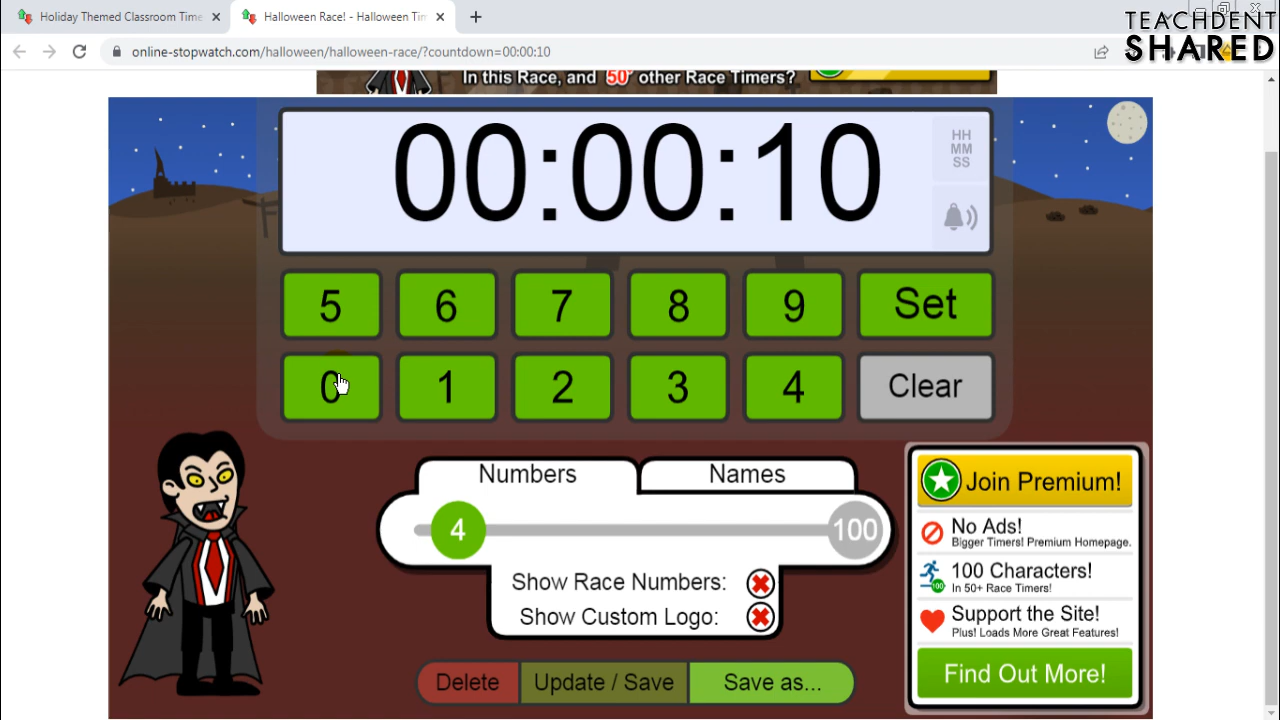 Holiday Themed Classroom Time
Halloween Race! - Halloween Tim
TEACHDENT
SHARED
online-stopwatch.com/halloween/halloween-race/?countdown=00:00:10
In this Race, and 50+ other Race Timers?
00:00:10
HH
MM
SS
5 6 7 8 9 Set
0 1 2 3 4 Clear
Numbers Names
4 100
Show Race Numbers:
Show Custom Logo:
Delete Update / Save Save as...
Join Premium!
No Ads!
Bigger Timers! Premium Homepage.
100 Characters!
100
In 50+ Race Timers!
Support the Site!
Plus! Loads More Great Features!
Find Out More!